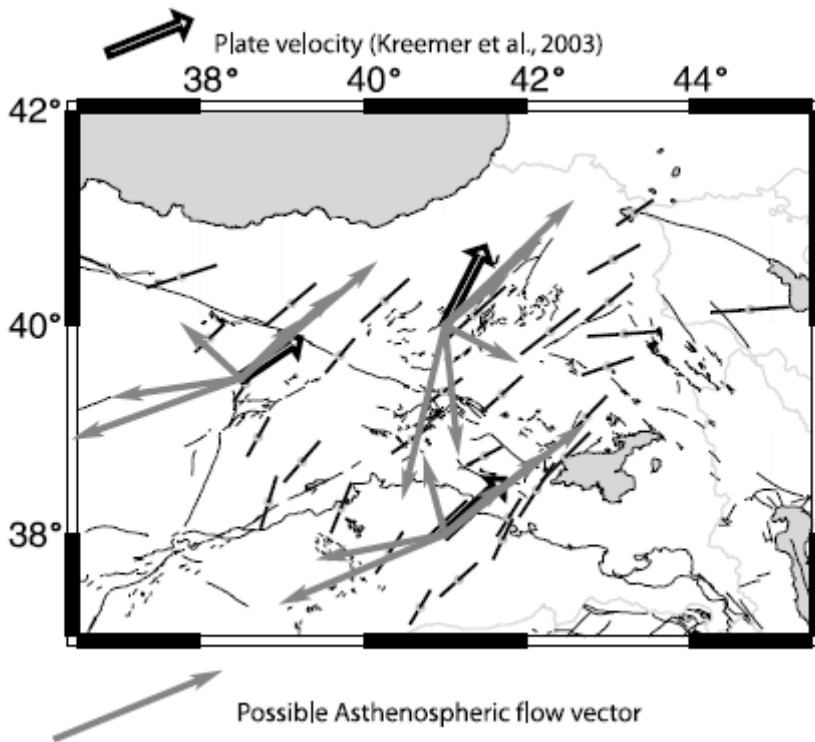 Plate velocity (Kreemer et al., 2003)
38° 40° 42° 44°
42°
40°
38°
Possible Asthenospheric flow vector